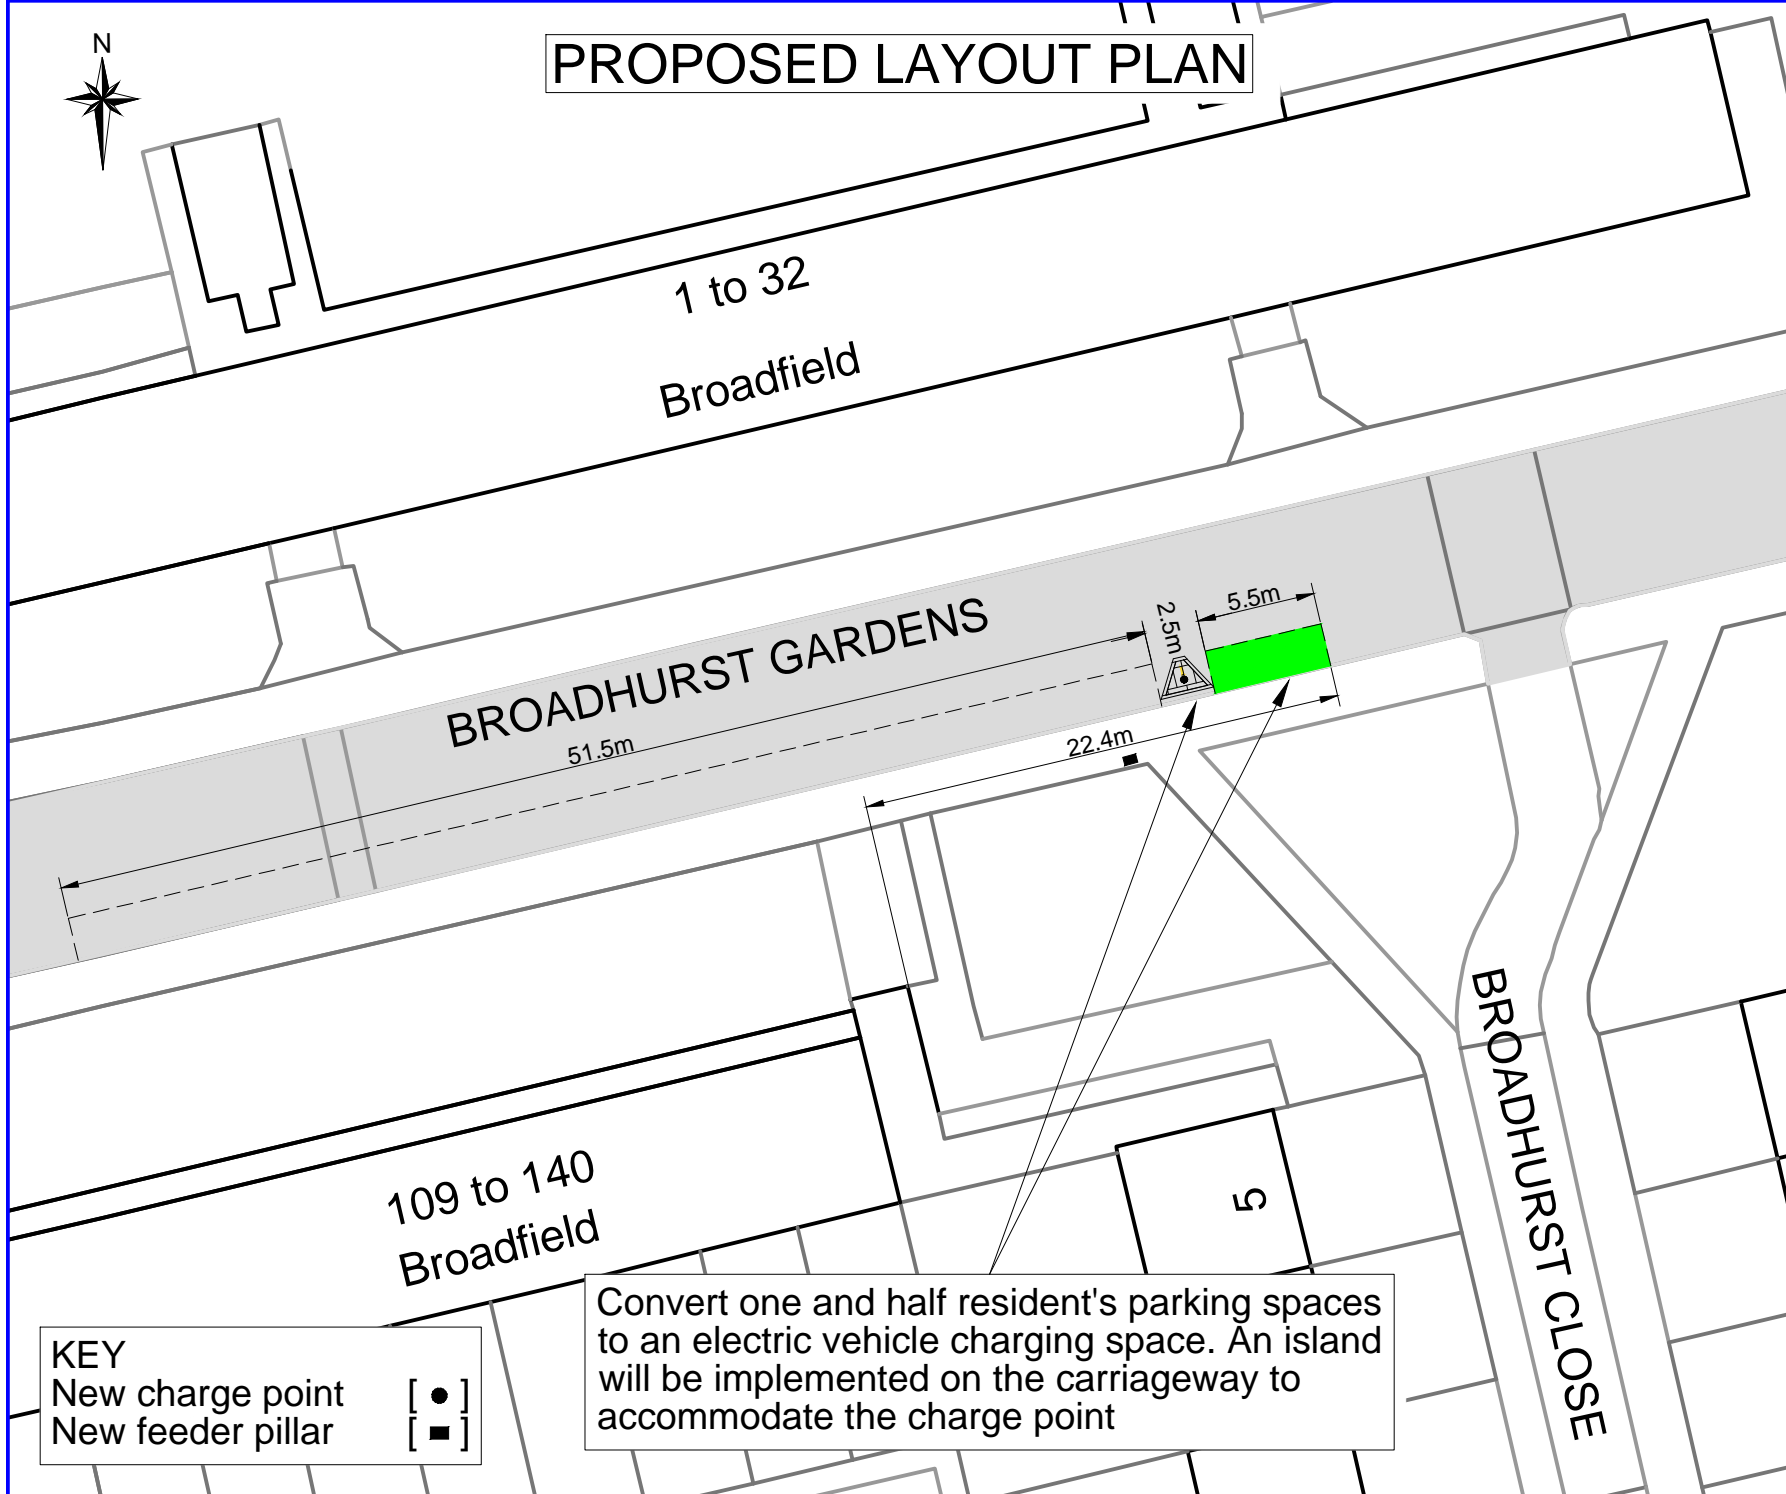 N
PROPOSED LAYOUT PLAN
1 to 32
Broadfield
BROADHURST GARDENS
51.5m
2.5m
5.5m
22.4m
109 to 140
Broadfield
5
BROADHURST CLOSE
Convert one and half resident's parking spaces
to an electric vehicle charging space. An island
will be implemented on the carriageway to
accommodate the charge point
KEY
New charge point [ ● ]
New feeder pillar [ ■ ]